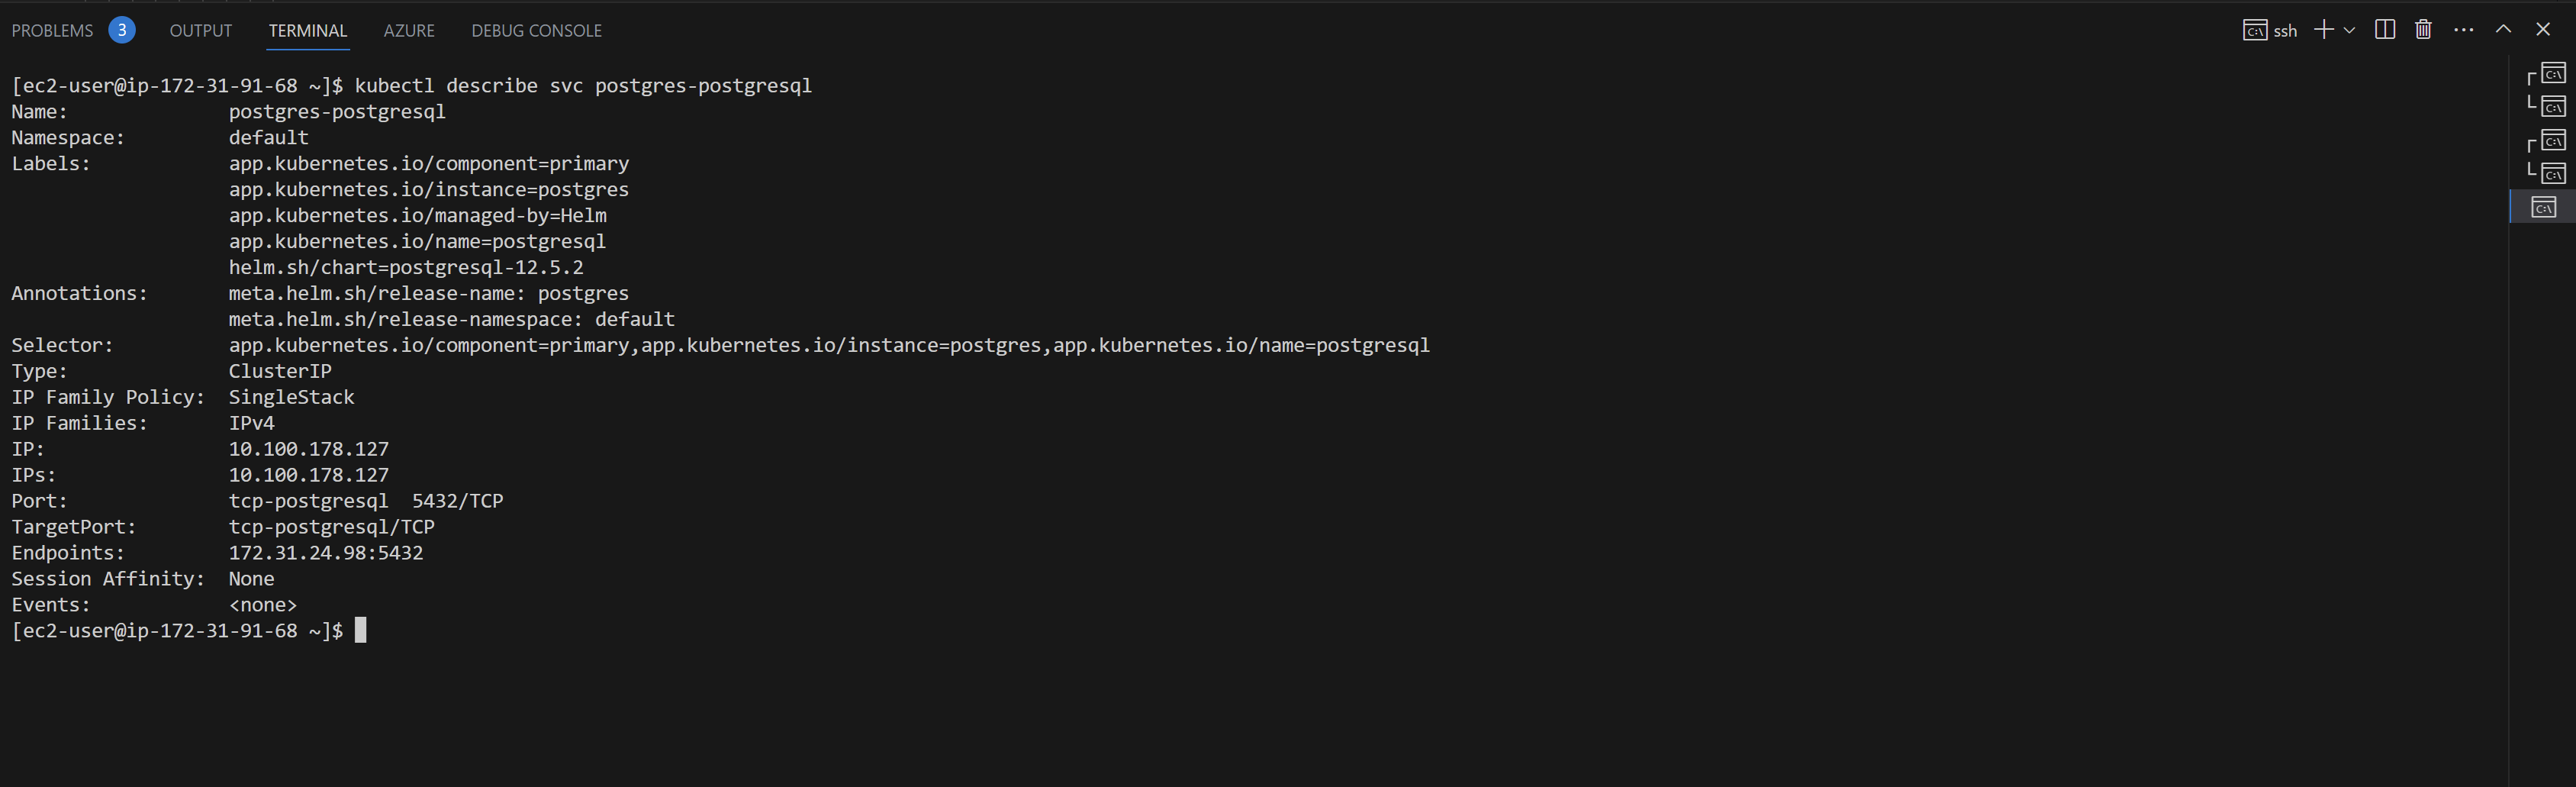 PROBLEMS 3 OUTPUT TERMINAL AZURE DEBUG CONSOLE ssh
[ec2-user@ip-172-31-91-68 ~]$ kubectl describe svc postgres-postgresql
Name: postgres-postgresql
Namespace: default
Labels: app.kubernetes.io/component=primary
app.kubernetes.io/instance=postgres
app.kubernetes.io/managed-by=Helm
app.kubernetes.io/name=postgresql
helm.sh/chart=postgresql-12.5.2
Annotations: meta.helm.sh/release-name: postgres
meta.helm.sh/release-namespace: default
Selector: app.kubernetes.io/component=primary,app.kubernetes.io/instance=postgres,app.kubernetes.io/name=postgresql
Type: ClusterIP
IP Family Policy: SingleStack
IP Families: IPv4
IP: 10.100.178.127
IPs: 10.100.178.127
Port: tcp-postgresql 5432/TCP
TargetPort: tcp-postgresql/TCP
Endpoints: 172.31.24.98:5432
Session Affinity: None
Events: <none>
[ec2-user@ip-172-31-91-68 ~]$